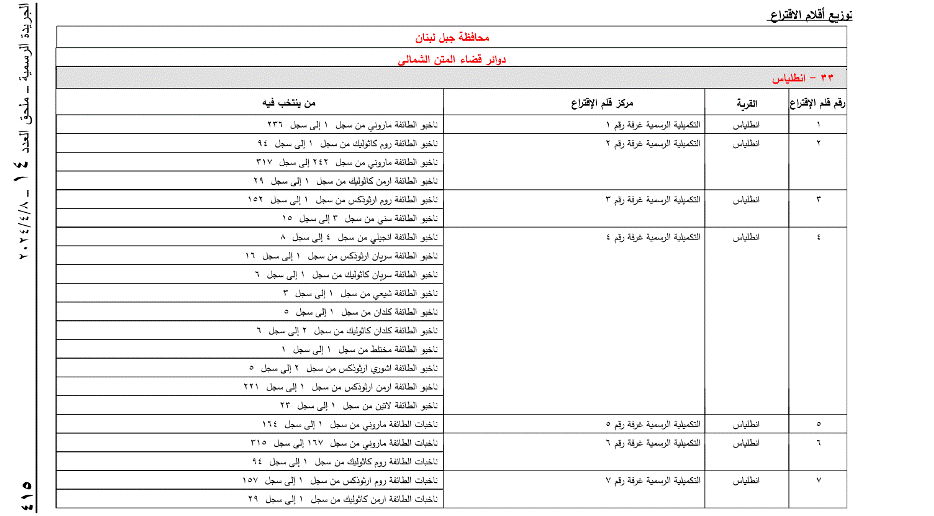 توزيع أقلام الاقتراع
محافظة جبل لبنان
دوائر قضاء المتن الشمالي
٣٣ - انطلياس
رقم قلم الإقتراع القرية مركز قلم الإقتراع من ينتخب فيه
١ انطلياس التكميلية الرسمية غرفة رقم ١ ناخبو الطائفة ماروني من سجل ١ إلى سجل ٢٣٦
٢ انطلياس التكميلية الرسمية غرفة رقم ٢ ناخبو الطائفة روم كاثوليك من سجل ١ إلى سجل ٩٤
ناخبو الطائفة ماروني من سجل ٢٤٢ إلى سجل ٣١٧
ناخبو الطائفة ارمن كاثوليك من سجل ١ إلى سجل ٢٩
٣ انطلياس التكميلية الرسمية غرفة رقم ٣ ناخبو الطائفة روم ارثوذكس من سجل ١ إلى سجل ١٥٢
ناخبو الطائفة سني من سجل ٣ إلى سجل ١٥
٤ انطلياس التكميلية الرسمية غرفة رقم ٤ ناخبو الطائفة انجيلي من سجل ٤ إلى سجل ٨
ناخبو الطائفة سريان ارثوذكس من سجل ١ إلى سجل ١٦
ناخبو الطائفة سريان كاثوليك من سجل ١ إلى سجل ٦
ناخبو الطائفة شيعي من سجل ١ إلى سجل ٣
ناخبو الطائفة كلدان من سجل ١ إلى سجل ٥
ناخبو الطائفة كلدان كاثوليك من سجل ٢ إلى سجل ٦
ناخبو الطائفة مختلط من سجل ١ إلى سجل ١
ناخبو الطائفة اشوري ارثوذكس من سجل ٢ إلى سجل ٥
ناخبو الطائفة ارمن ارثوذكس من سجل ١ إلى سجل ٢٢١
ناخبو الطائفة لاتين من سجل ١ إلى سجل ٢٣
٥ انطلياس التكميلية الرسمية غرفة رقم ٥ ناخبات الطائفة ماروني من سجل ١ إلى سجل ١٦٤
٦ انطلياس التكميلية الرسمية غرفة رقم ٦ ناخبات الطائفة ماروني من سجل ١٦٧ إلى سجل ٣١٥
ناخبات الطائفة روم كاثوليك من سجل ١ إلى سجل ٩٤
٧ انطلياس التكميلية الرسمية غرفة رقم ٧ ناخبات الطائفة روم ارثوذكس من سجل ١ إلى سجل ١٥٧
ناخبات الطائفة ارمن كاثوليك من سجل ١ إلى سجل ٢٩
الجريدة الرسمية – ملحق العدد ١٤ – ٢٠٢٤/٤/٨
٤١٥